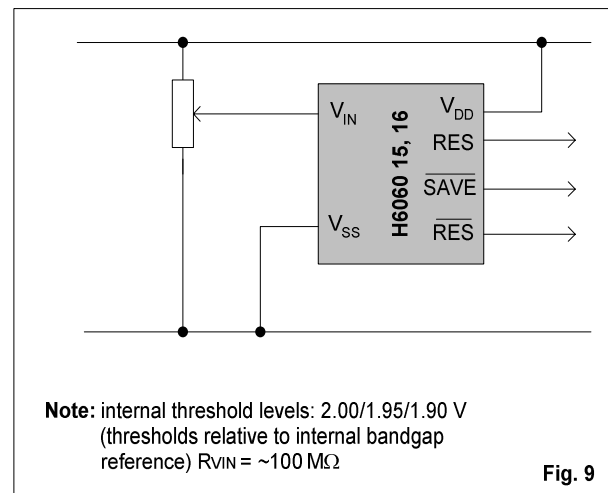 V_IN
V_DD
RES
SAVE
RES
V_SS
H6060 15, 16
Note: internal threshold levels: 2.00/1.95/1.90 V
(thresholds relative to internal bandgap
reference) RVIN = ~100 MΩ
Fig. 9